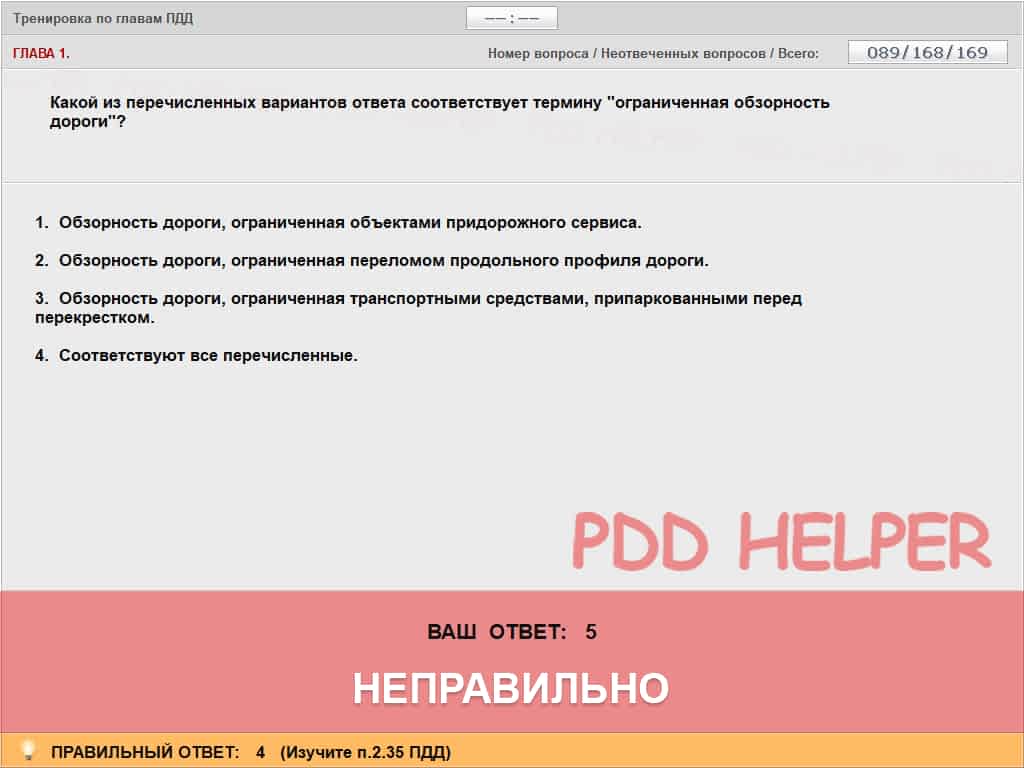 Тренировка по главам ПДД
–– : ––
ГЛАВА 1.
Номер вопроса / Неотвеченных вопросов / Всего:
089/168/169
Какой из перечисленных вариантов ответа соответствует термину "ограниченная обзорность
дороги"?
1. Обзорность дороги, ограниченная объектами придорожного сервиса.
2. Обзорность дороги, ограниченная переломом продольного профиля дороги.
3. Обзорность дороги, ограниченная транспортными средствами, припаркованными перед
перекрестком.
4. Соответствуют все перечисленные.
PDD HELPER
ВАШ ОТВЕТ: 5
НЕПРАВИЛЬНО
ПРАВИЛЬНЫЙ ОТВЕТ: 4 (Изучите п.2.35 ПДД)